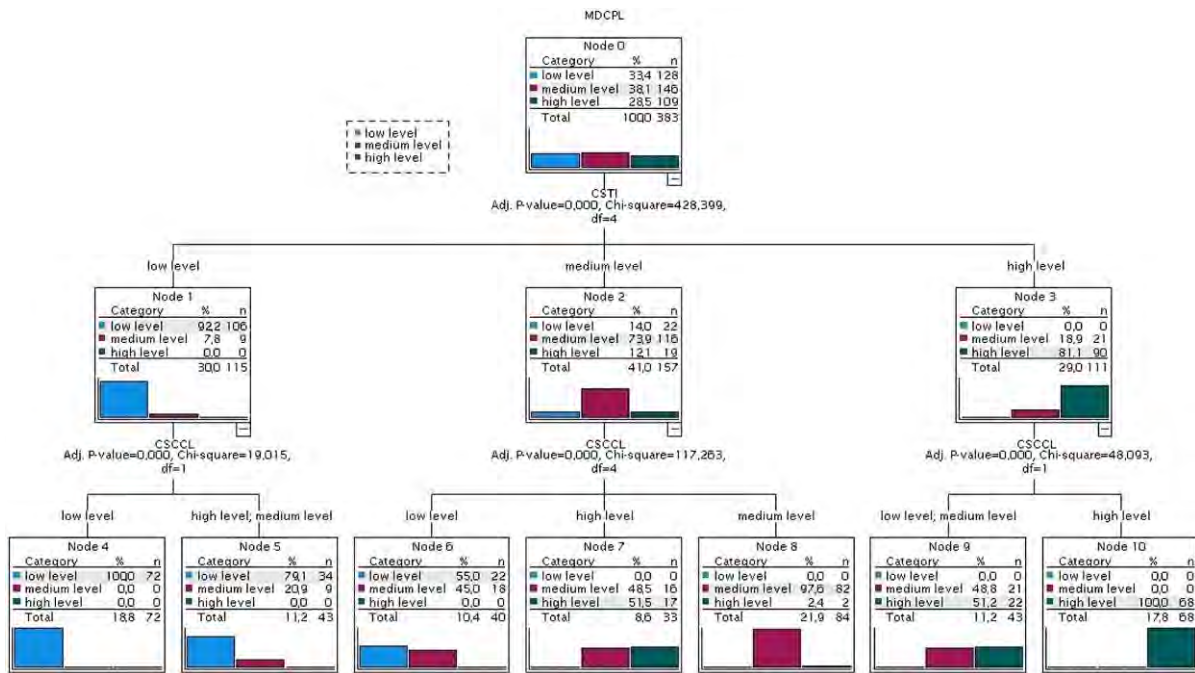 MDCPL
Node 0
Category % n
low level 33,4 128
medium level 38,1 146
high level 28,5 109
Total 100,0 383
low level
medium level
high level
CSTI
Adj. P-value=0,000, Chi-square=428,399,
df=4
low level medium level high level
Node 1
Category % n
low level 92,2 106
medium level 7,8 9
high level 0,0 0
Total 30,0 115
Node 2
Category % n
low level 14,0 22
medium level 73,9 116
high level 12,1 19
Total 41,0 157
Node 3
Category % n
low level 0,0 0
medium level 18,9 21
high level 81,1 90
Total 29,0 111
CSCCL
Adj. P-value=0,000, Chi-square=19,015,
df=1
CSCCL
Adj. P-value=0,000, Chi-square=117,263,
df=4
CSCCL
Adj. P-value=0,000, Chi-square=48,093,
df=1
low level high level; medium level low level high level medium level low level; medium level high level
Node 4
Category % n
low level 100,0 72
medium level 0,0 0
high level 0,0 0
Total 18,8 72
Node 5
Category % n
low level 79,1 34
medium level 20,9 9
high level 0,0 0
Total 11,2 43
Node 6
Category % n
low level 55,0 22
medium level 45,0 18
high level 0,0 0
Total 10,4 40
Node 7
Category % n
low level 0,0 0
medium level 48,5 16
high level 51,5 17
Total 8,6 33
Node 8
Category % n
low level 0,0 0
medium level 97,6 82
high level 2,4 2
Total 21,9 84
Node 9
Category % n
low level 0,0 0
medium level 48,8 21
high level 51,2 22
Total 11,2 43
Node 10
Category % n
low level 0,0 0
medium level 0,0 0
high level 100,0 68
Total 17,8 68